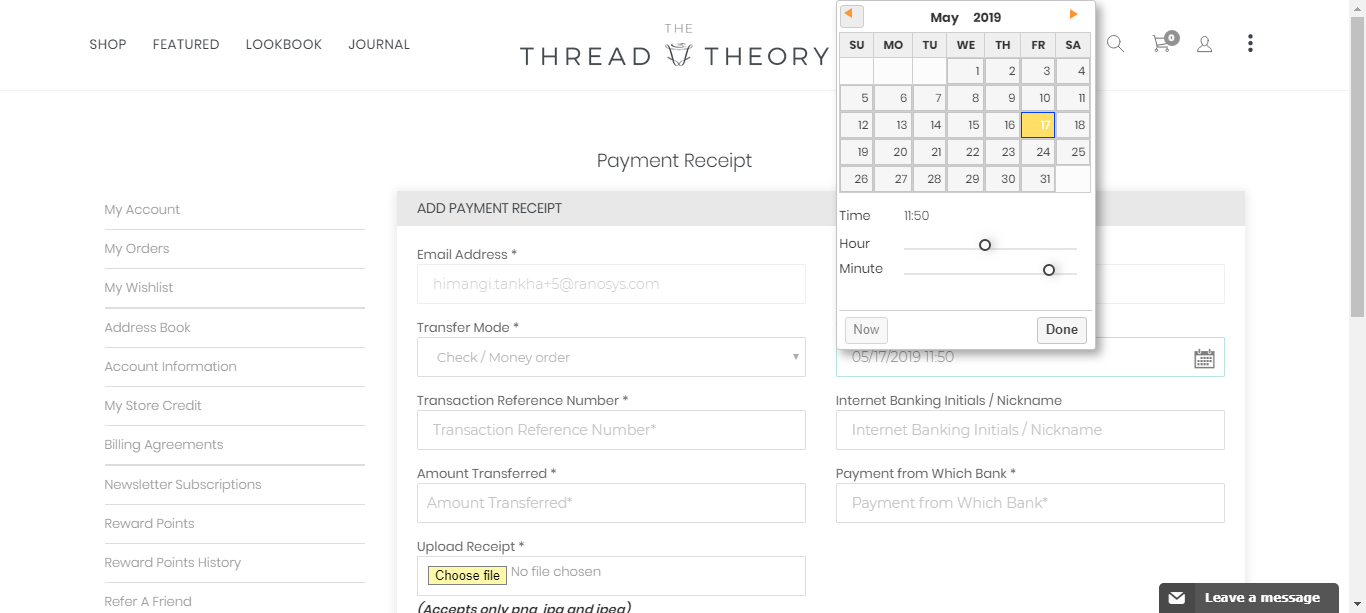 SHOP FEATURED LOOKBOOK JOURNAL
THE
THREAD THEORY
0
May 2019
SU MO TU WE TH FR SA
1 2 3 4
5 6 7 8 9 10 11
12 13 14 15 16 17 18
19 20 21 22 23 24 25
26 27 28 29 30 31
Time 11:50
Hour
Minute
Now Done
Payment Receipt
My Account
My Orders
My Wishlist
Address Book
Account Information
My Store Credit
Billing Agreements
Newsletter Subscriptions
Reward Points
Reward Points History
Refer A Friend
ADD PAYMENT RECEIPT
Email Address *
himangi.tankha+5@ranosys.com
Transfer Mode *
Check / Money order
05/17/2019 11:50
Transaction Reference Number *
Transaction Reference Number*
Internet Banking Initials / Nickname
Internet Banking Initials / Nickname
Amount Transferred *
Amount Transferred*
Payment from Which Bank *
Payment from Which Bank*
Upload Receipt *
Choose file No file chosen
(Accepts only png, jpg and jpeg)
Leave a message